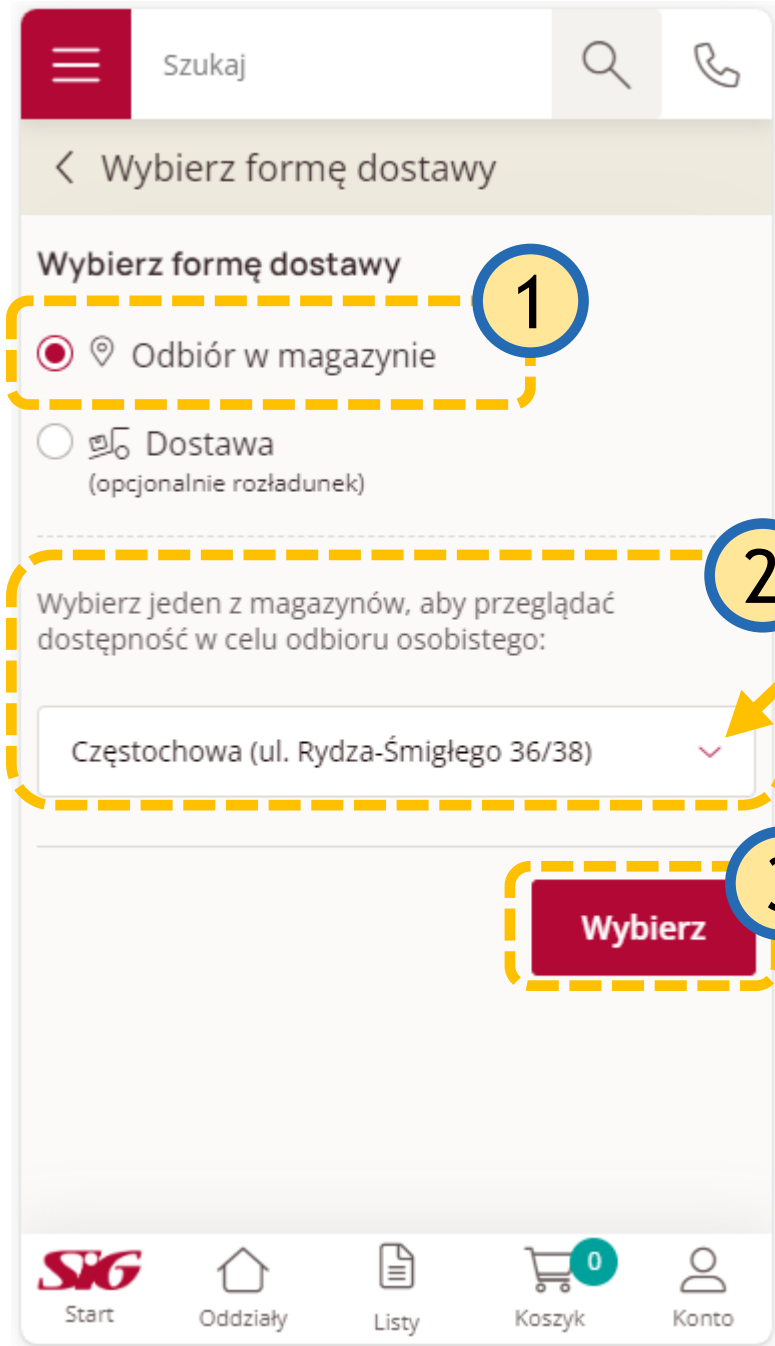 Szukaj
Wybierz formę dostawy
Wybierz formę dostawy
1
Odbiór w magazynie
Dostawa
(opcjonalnie rozładunek)
2
Wybierz jeden z magazynów, aby przeglądać
dostępność w celu odbioru osobistego:
Częstochowa (ul. Rydza-Śmigłego 36/38)
3
Wybierz
SIG
0
Start
Oddziały
Listy
Koszyk
Konto